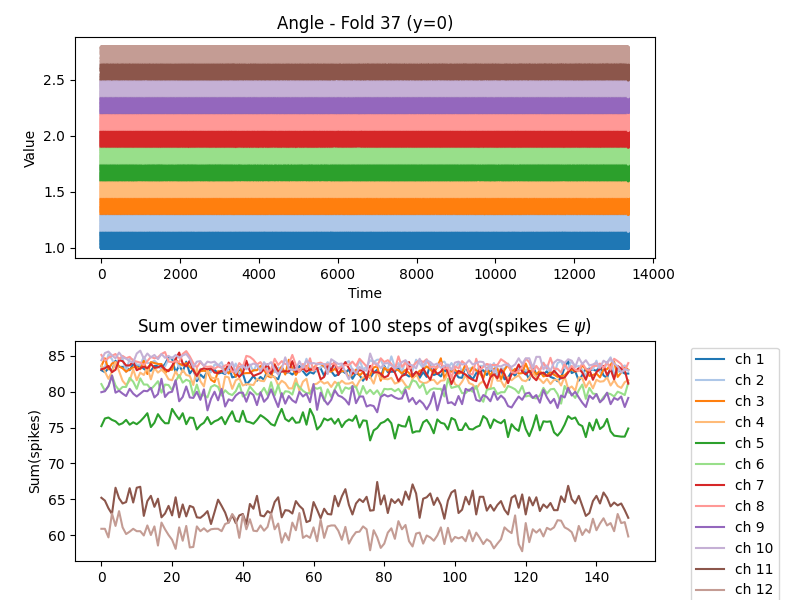 Angle - Fold 37 (y=0)
Value
2.5
2.0
1.5
1.0
0 2000 4000 6000 8000 10000 12000 14000
Time
Sum over timewindow of 100 steps of avg(spikes ∈ψ)
Sum(spikes)
85
80
75
70
65
60
0 20 40 60 80 100 120 140
ch 1
ch 2
ch 3
ch 4
ch 5
ch 6
ch 7
ch 8
ch 9
ch 10
ch 11
ch 12